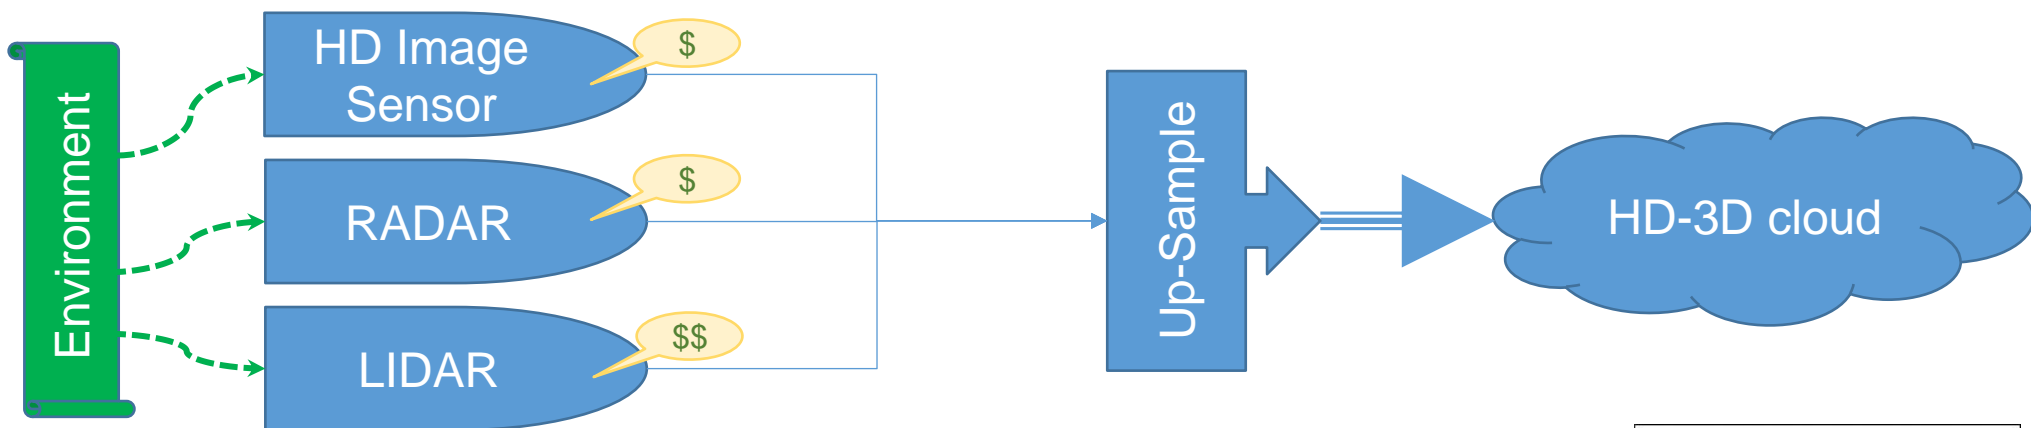 Environment
HD Image
Sensor
$
RADAR
$
LIDAR
$$
Up-Sample
HD-3D cloud